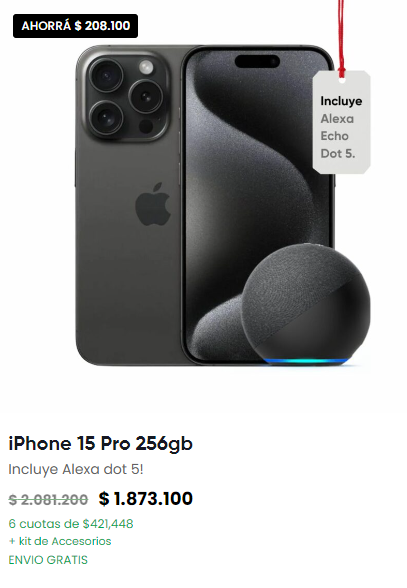 AHORRÁ $ 208.100
Incluye
Alexa
Echo
Dot 5.
iPhone 15 Pro 256gb
Incluye Alexa dot 5!
$ 2.081.200 $ 1.873.100
6 cuotas de $421,448
+ kit de Accesorios
ENVIO GRATIS